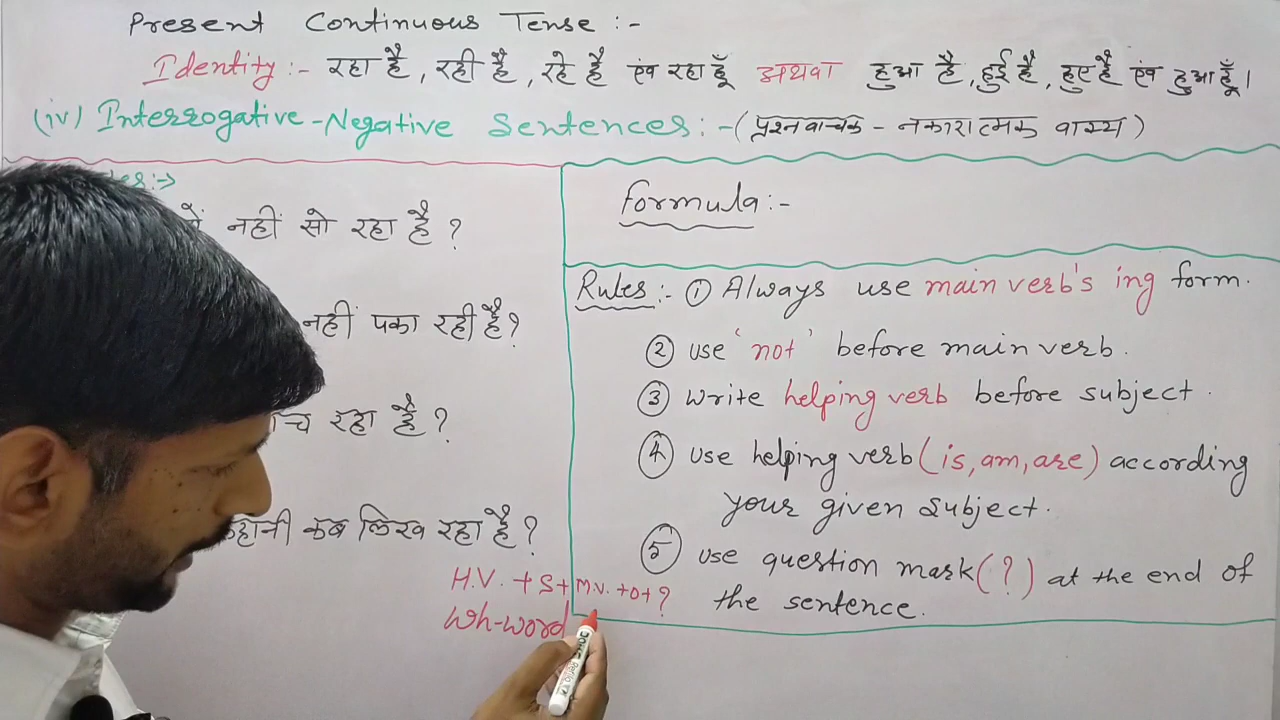 Present Continuous Tense :-
Identity :- रहा है, रही है, रहे है एंव रहा हूँ अथवा हुआ है, हुई है, हुए है एंव हुआ हूँ।
(iv) Interrogative-Negative Sentences :- (प्रश्नवाचक - नकारात्मक वाक्य)
नहीं सो रहा है ?
नहीं पका रही है ?
रहा है ?
कहानी कब लिख रहा है ?
H.V. + S + M.V. + O + ?
Wh-word
Formula :-
Rules :- ① Always use main verb's ing form.
② use 'not' before main verb.
③ write helping verb before subject.
④ use helping verb (is, am, are) according
your given subject.
⑤ use question mark (?) at the end of
the sentence.